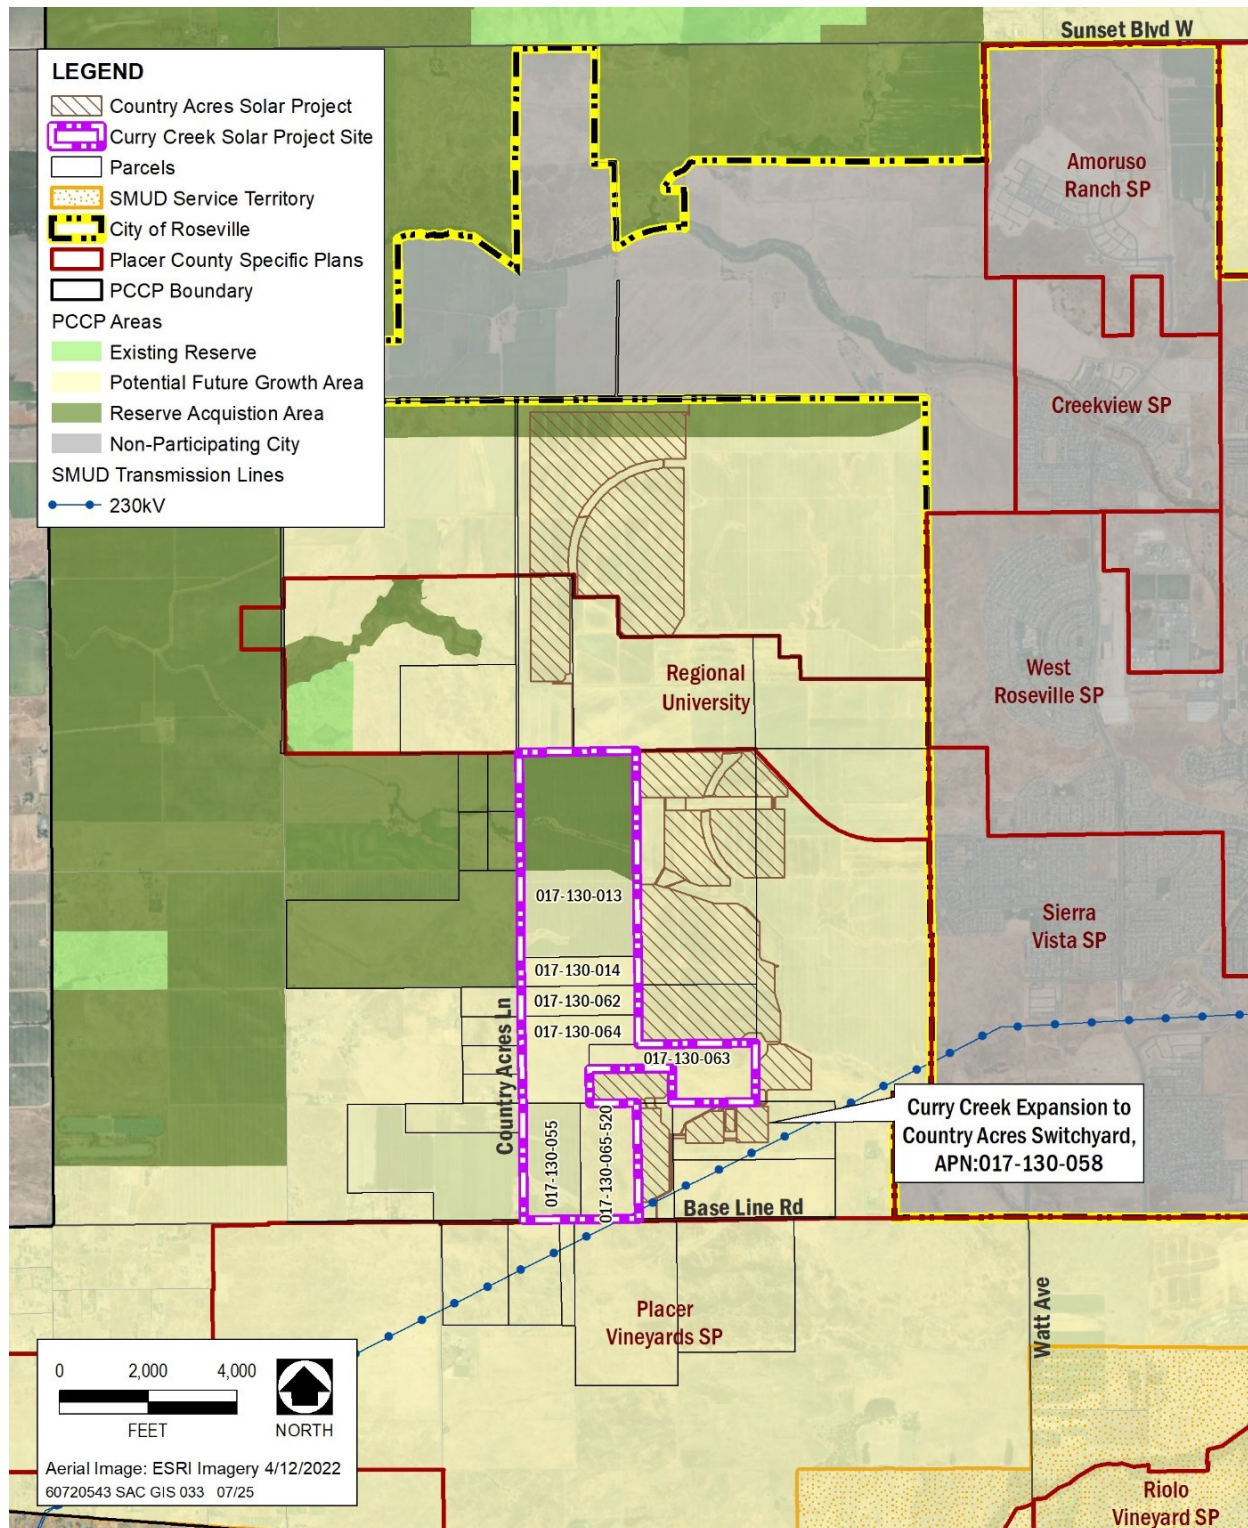 Sunset Blvd W
LEGEND
Country Acres Solar Project
Curry Creek Solar Project Site
Parcels
SMUD Service Territory
City of Roseville
Placer County Specific Plans
PCCP Boundary
PCCP Areas
Existing Reserve
Potential Future Growth Area
Reserve Acquistion Area
Non-Participating City
SMUD Transmission Lines
230kV
Amoruso
Ranch SP
Creekview SP
West
Roseville SP
Regional
University
Sierra
Vista SP
017-130-013
017-130-014
017-130-062
017-130-064
017-130-063
Country Acres Ln
017-130-055
017-130-065-520
Curry Creek Expansion to
Country Acres Switchyard,
APN:017-130-058
Base Line Rd
Placer
Vineyards SP
Watt Ave
Riolo
Vineyard SP
0 2,000 4,000
FEET
NORTH
Aerial Image: ESRI Imagery 4/12/2022
60720543 SAC GIS 033 07/25